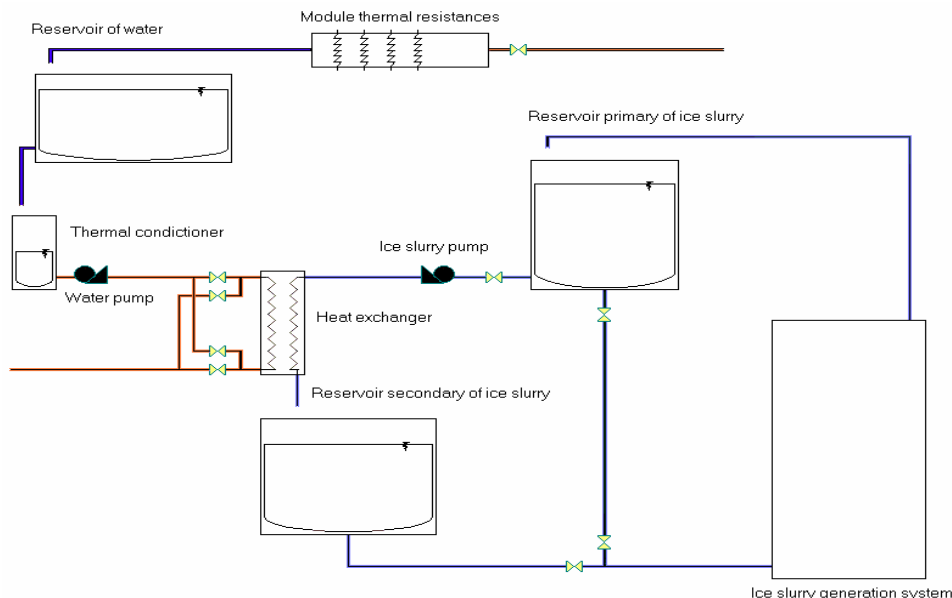 Module thermal resistances
Reservoir of water
Reservoir primary of ice slurry
Thermal condictioner
Ice slurry pump
Water pump
Heat exchanger
Reservoir secondary of ice slurry
Ice slurry generation system